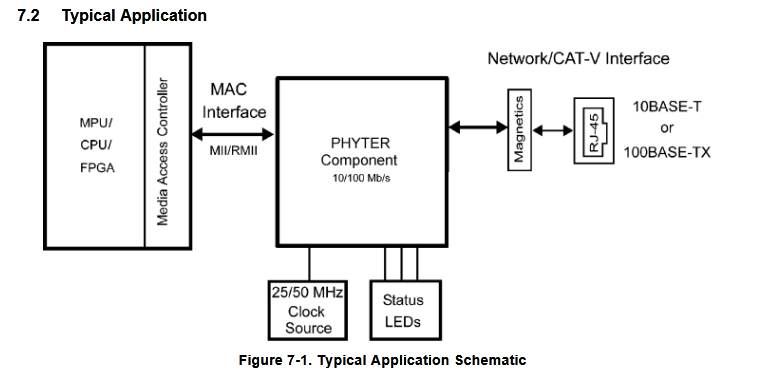 7.2 Typical Application
Network/CAT-V Interface
MPU/
CPU/
FPGA
Media Access Controller
MAC
Interface
MII/RMII
PHYTER
Component
10/100 Mb/s
Magnetics
RJ-45
10BASE-T
or
100BASE-TX
25/50 MHz
Clock
Source
Status
LEDs
Figure 7-1. Typical Application Schematic